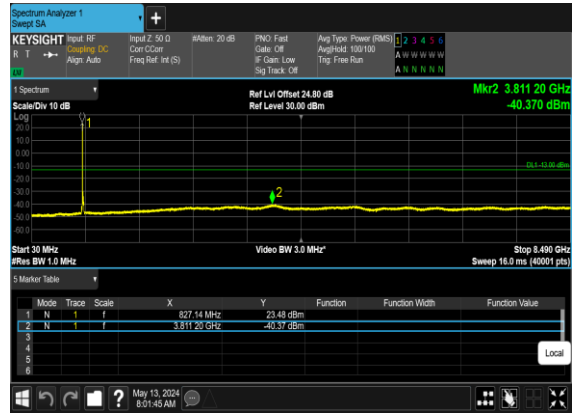 Spectrum Analyzer 1
Swept SA
+
KEYSIGHT Input: RF Input Z: 50 Ω #Atten: 20 dB PNO: Fast Avg Type: Power (RMS) 1 2 3 4 5 6
R T Coupling: DC Corr CCorr Gate: Off Avg|Hold: 100/100 A W W W W W
Align: Auto Freq Ref: Int (S) IF Gain: Low Trig: Free Run
Sig Track: Off A N N N N N
1 Spectrum
Ref Lvl Offset 24.80 dB Mkr2 3.811 20 GHz
Scale/Div 10 dB Ref Level 30.00 dBm -40.370 dBm
Log
1
20.0
10.0
0.00
DL1 -13.00 dBm
-10.0
-20.0
-30.0
2
-40.0
-50.0
-60.0
Start 30 MHz Video BW 3.0 MHz* Stop 8.490 GHz
#Res BW 1.0 MHz Sweep 16.0 ms (40001 pts)
5 Marker Table
Mode Trace Scale X Y Function Function Width Function Value
1 N 1 f 827.14 MHz 23.48 dBm
2 N 1 f 3.811 20 GHz -40.37 dBm
3
4
5
6
Local
? May 13, 2024
8:01:45 AM